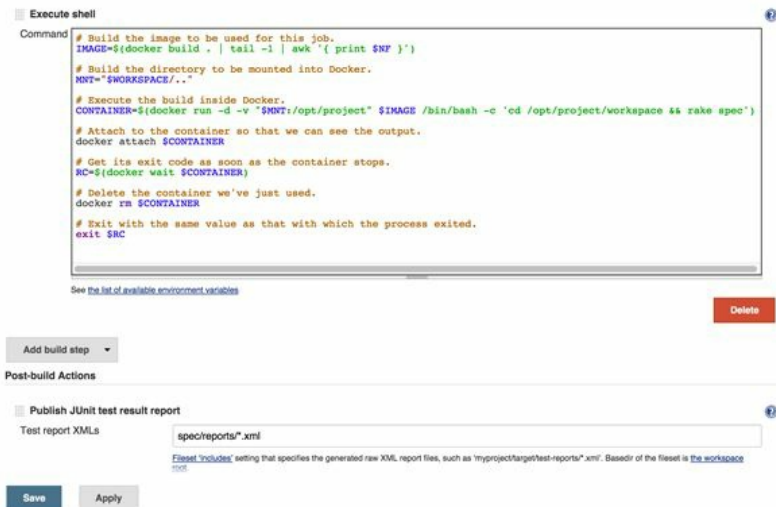 Execute shell
Command
# Build the image to be used for this job.
IMAGE=$(docker build . | tail -1 | awk '{ print $NF }')
# Build the directory to be mounted into Docker.
MNT="$WORKSPACE/.."
# Execute the build inside Docker.
CONTAINER=$(docker run -d -v "$MNT:/opt/project" $IMAGE /bin/bash -c 'cd /opt/project/workspace && rake spec')
# Attach to the container so that we can see the output.
docker attach $CONTAINER
# Get its exit code as soon as the container stops.
RC=$(docker wait $CONTAINER)
# Delete the container we've just used.
docker rm $CONTAINER
# Exit with the same value as that with which the process exited.
exit $RC
See the list of available environment variables
Delete
Add build step
Post-build Actions
Publish JUnit test result report
Test report XMLs
spec/reports/*.xml
Fileset 'includes' setting that specifies the generated raw XML report files, such as 'myproject/target/test-reports/*.xml'. Basedir of the fileset is the workspace
root.
Save
Apply